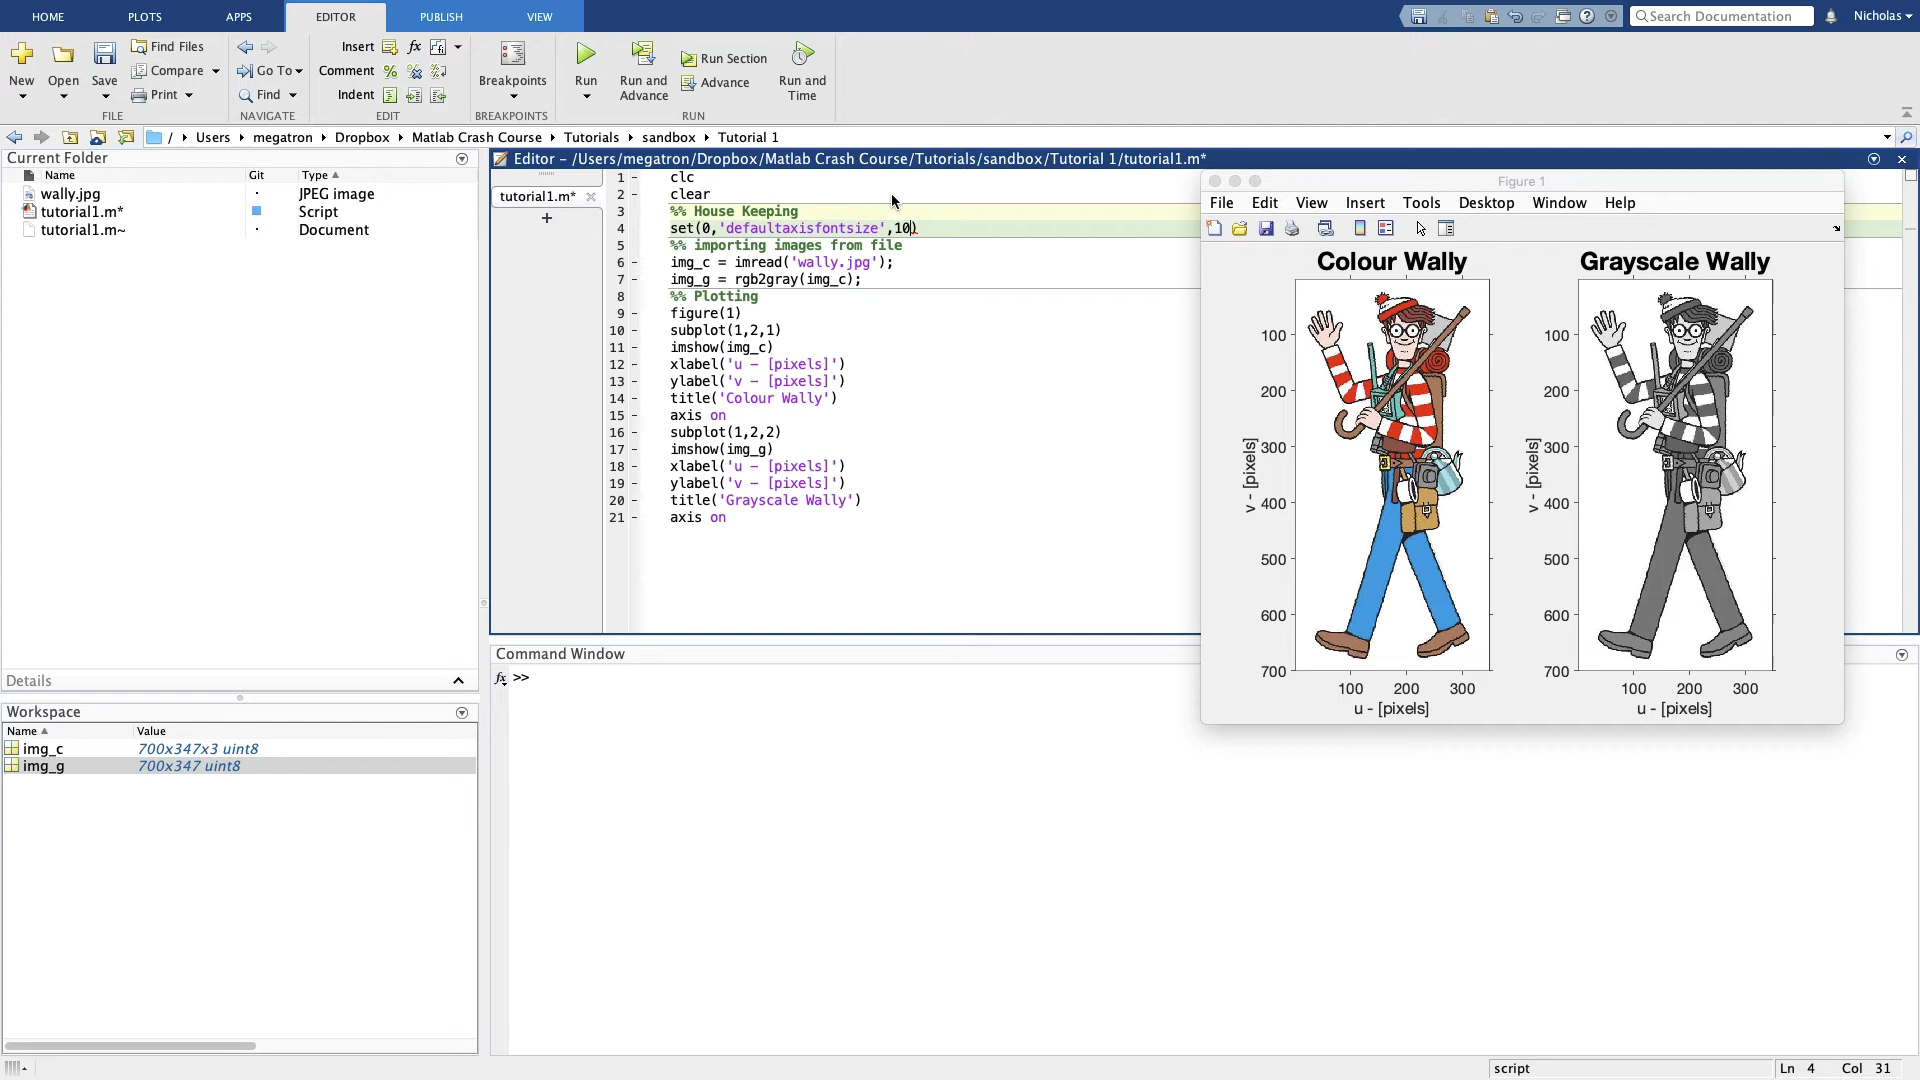 HOME PLOTS APPS EDITOR PUBLISH VIEW Search Documentation Nicholas
New Open Save Find Files Compare Print
Insert fx
Comment
Indent
Go To
Find
Breakpoints Run Run and Advance Run Section Advance Run and Time
FILE NAVIGATE EDIT BREAKPOINTS RUN
/ Users megatron Dropbox Matlab Crash Course Tutorials sandbox Tutorial 1
Current Folder
Name Git Type
wally.jpg JPEG image
tutorial1.m* Script
tutorial1.m~ Document
Details
Workspace
Name Value
img_c 700x347x3 uint8
img_g 700x347 uint8
Editor - /Users/megatron/Dropbox/Matlab Crash Course/Tutorials/sandbox/Tutorial 1/tutorial1.m*
tutorial1.m*
+
1 - clc
2 - clear
3 %% House Keeping
4 - set(0,'defaultaxisfontsize',10)
5 %% importing images from file
6 - img_c = imread('wally.jpg');
7 - img_g = rgb2gray(img_c);
8 %% Plotting
9 - figure(1)
10 - subplot(1,2,1)
11 - imshow(img_c)
12 - xlabel('u - [pixels]')
13 - ylabel('v - [pixels]')
14 - title('Colour Wally')
15 - axis on
16 - subplot(1,2,2)
17 - imshow(img_g)
18 - xlabel('u - [pixels]')
19 - ylabel('v - [pixels]')
20 - title('Grayscale Wally')
21 - axis on
Command Window
fx >>
Figure 1
File Edit View Insert Tools Desktop Window Help
Colour Wally
100
200
300
400
500
600
700
v - [pixels]
100 200 300
u - [pixels]
Grayscale Wally
100
200
300
400
500
600
700
v - [pixels]
100 200 300
u - [pixels]
script Ln 4 Col 31